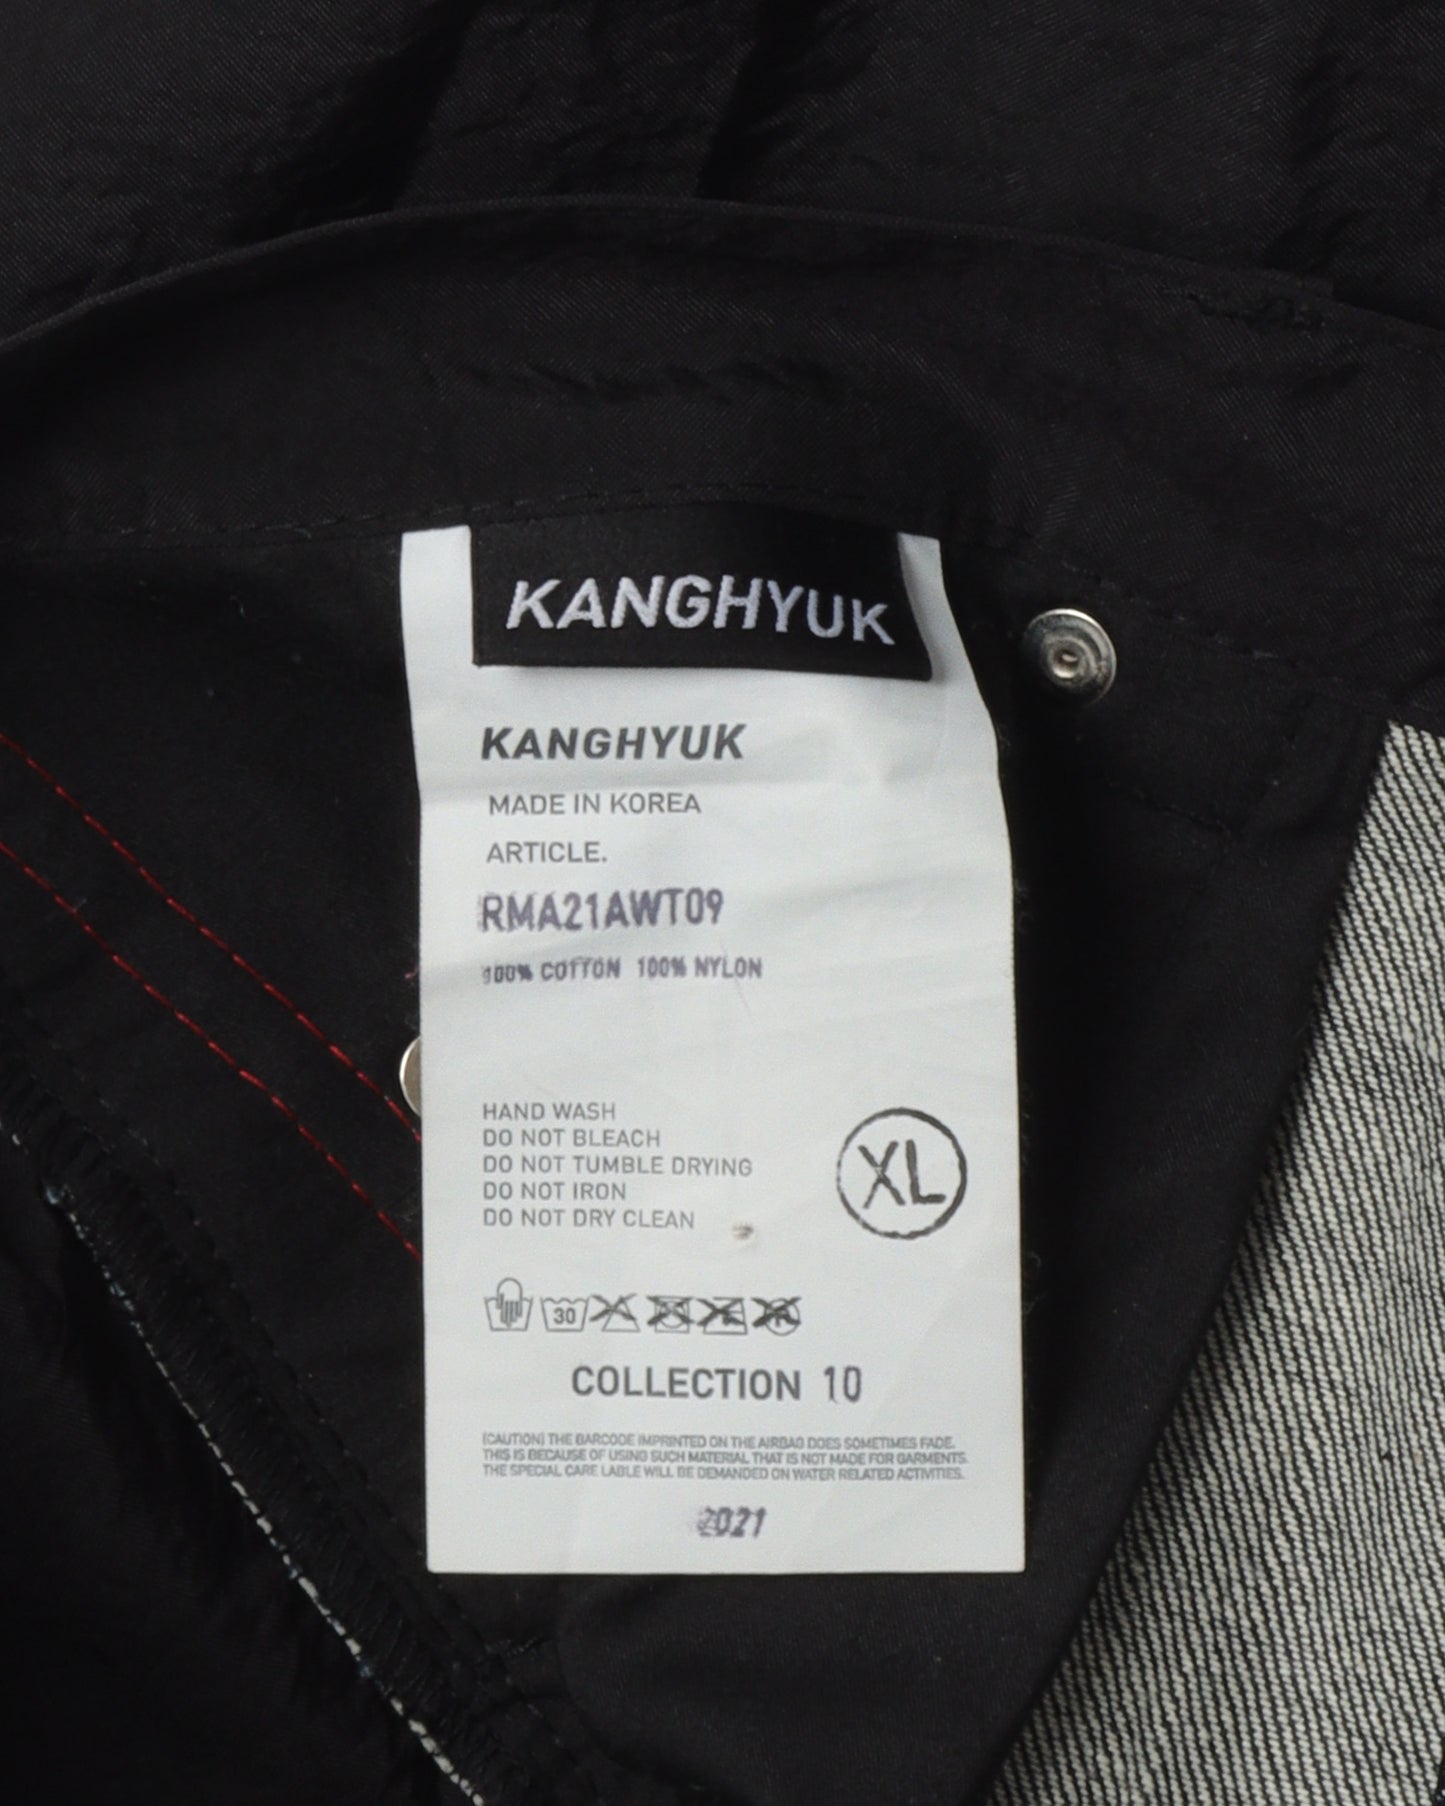 KANGHYUK
KANGHYUK
MADE IN KOREA
ARTICLE.
RMA21AWT09
100% COTTON 100% NYLON
HAND WASH
DO NOT BLEACH
DO NOT TUMBLE DRYING
DO NOT IRON
DO NOT DRY CLEAN
XL
30
COLLECTION 10
(CAUTION) THE BARCODE IMPRINTED ON THE AIRBAG DOES SOMETIMES FADE.
THIS IS BECAUSE OF USING SUCH MATERIAL THAT IS NOT MADE FOR GARMENTS.
THE SPECIAL CARE LABLE WILL BE DEMANDED ON WATER RELATED ACTIVITIES.
2021